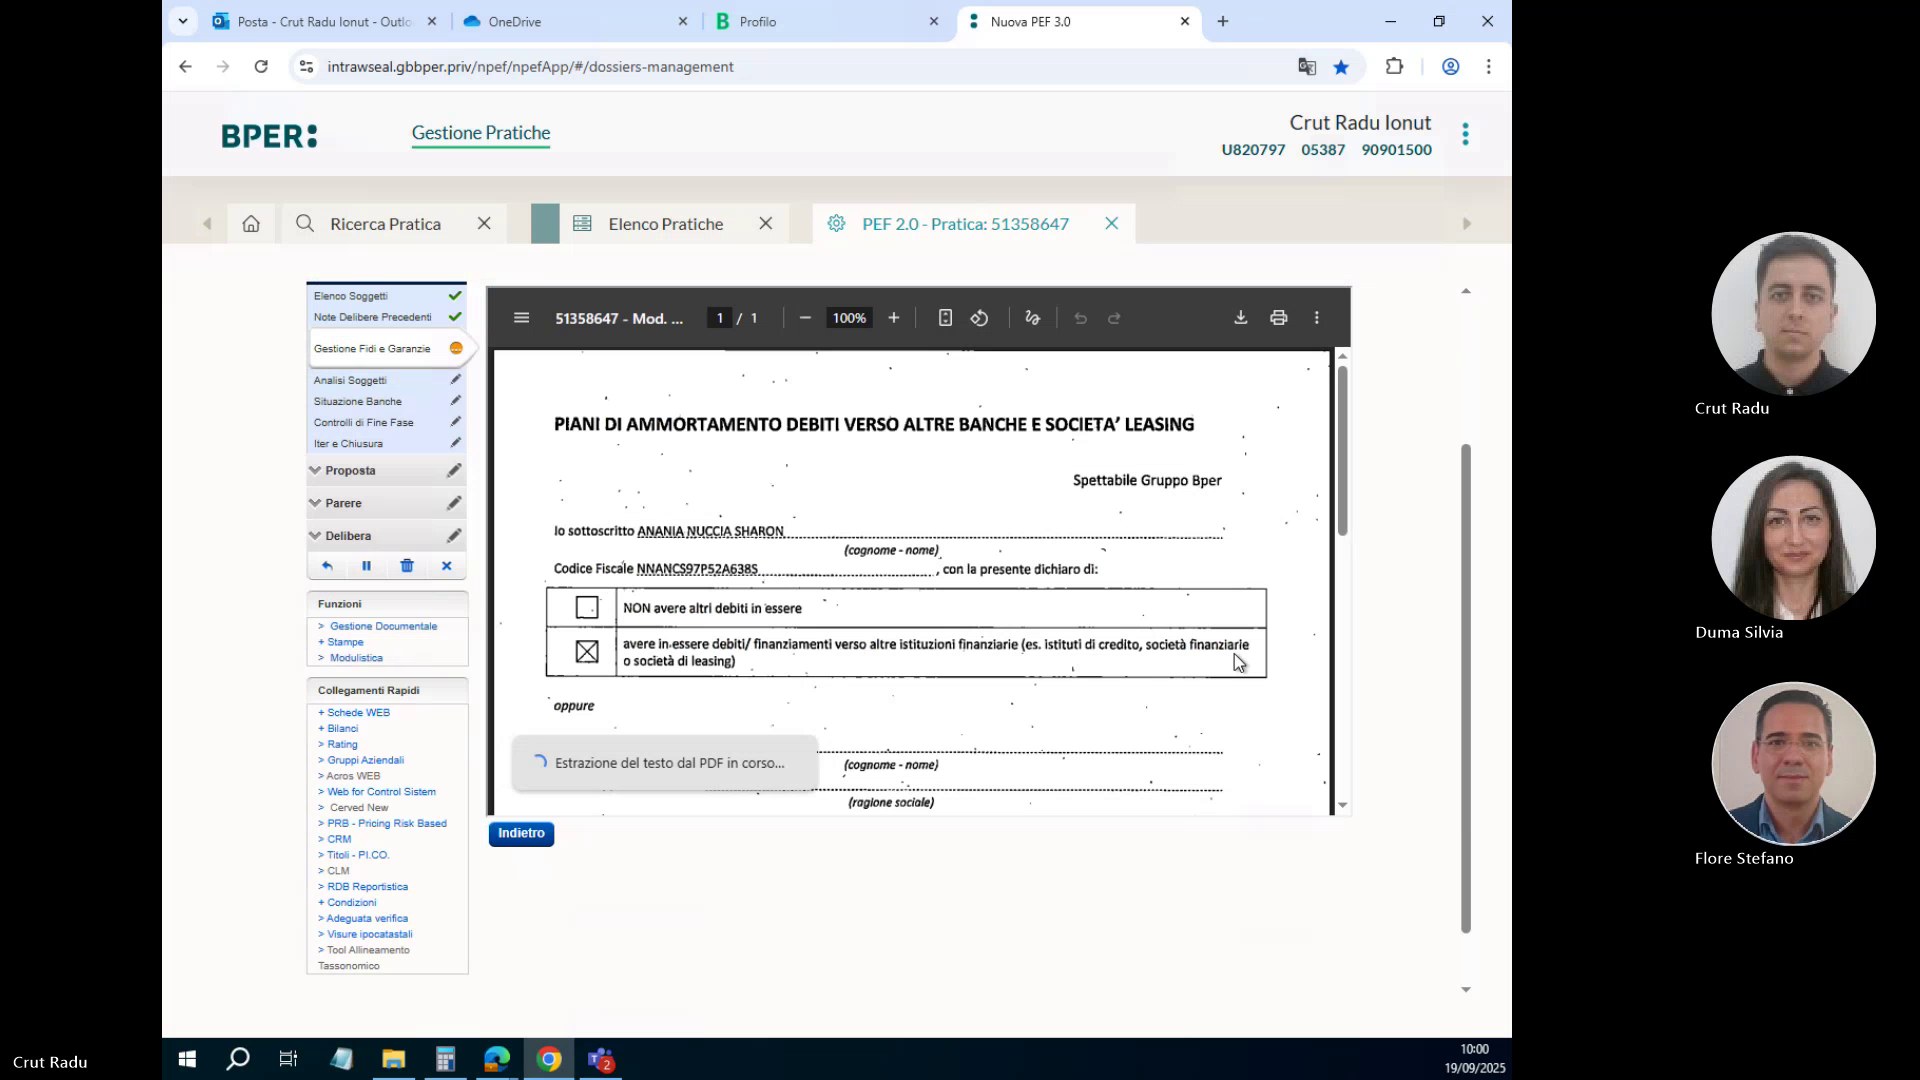 Posta - Crut Radu Ionut - Outlo
OneDrive
Profilo
Nuova PEF 3.0
intrawseal.gbbper.priv/npef/npefApp/#/dossiers-management
BPER:
Gestione Pratiche
Crut Radu Ionut
U820797 05387 90901500
Ricerca Pratica
Elenco Pratiche
PEF 2.0 - Pratica: 51358647
Elenco Soggetti
Note Delibere Precedenti
Gestione Fidi e Garanzie
Analisi Soggetti
Situazione Banche
Controlli di Fine Fase
Iter e Chiusura
Proposta
Parere
Delibera
Funzioni
> Gestione Documentale
+ Stampe
> Modulistica
Collegamenti Rapidi
+ Schede WEB
+ Bilanci
> Rating
> Gruppi Aziendali
> Acros WEB
> Web for Control Sistem
> Cerved New
> PRB - Pricing Risk Based
> CRM
> Titoli - PI.CO.
> CLM
> RDB Reportistica
+ Condizioni
> Adeguata verifica
> Visure ipocatastali
> Tool Allineamento
Tassonomico
51358647 - Mod. ...
1 / 1
100%
PIANI DI AMMORTAMENTO DEBITI VERSO ALTRE BANCHE E SOCIETA' LEASING
Spettabile Gruppo Bper
Io sottoscritto ANANIA NUCCIA SHARON
(cognome - nome)
Codice Fiscale NNANCS97P52A638S, con la presente dichiaro di:
NON avere altri debiti in essere
avere in essere debiti/ finanziamenti verso altre istituzioni finanziarie (es. istituti di credito, società finanziarie
o società di leasing)
oppure
Estrazione del testo dal PDF in corso...
(cognome - nome)
(ragione sociale)
Indietro
Crut Radu
Duma Silvia
Flore Stefano
Crut Radu
2
10:00
19/09/2025